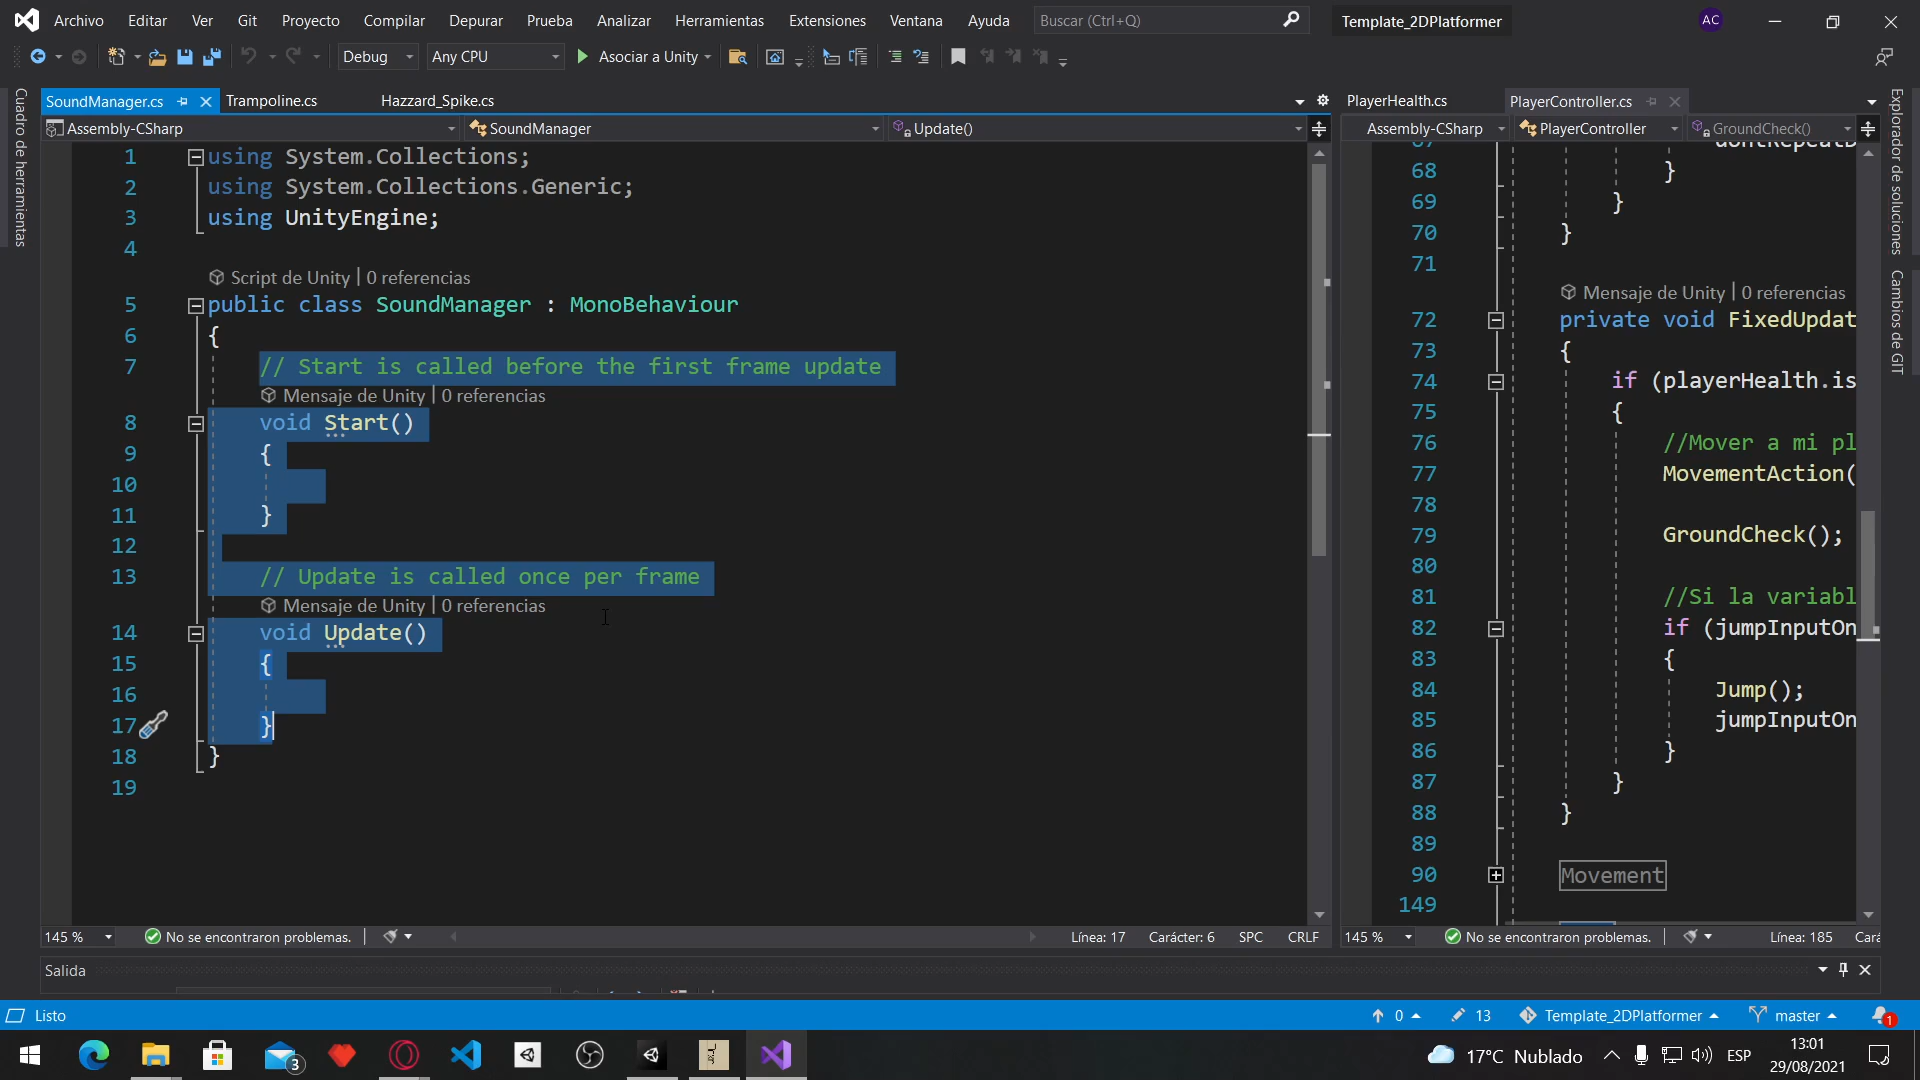 Archivo Editar Ver Git Proyecto Compilar Depurar Prueba Analizar Herramientas Extensiones Ventana Ayuda Buscar (Ctrl+Q) Template_2DPlatformer AC
Debug Any CPU Asociar a Unity
Cuadro de herramientas
SoundManager.cs Trampoline.cs Hazzard_Spike.cs
Assembly-CSharp SoundManager Update()
1 using System.Collections;
2 using System.Collections.Generic;
3 using UnityEngine;
4
Script de Unity | 0 referencias
5 public class SoundManager : MonoBehaviour
6 {
7 // Start is called before the first frame update
Mensaje de Unity | 0 referencias
8 void Start()
9 {
10
11 }
12
13 // Update is called once per frame
Mensaje de Unity | 0 referencias
14 void Update()
15 {
16
17 }
18 }
19
145 % No se encontraron problemas. Línea: 17 Carácter: 6 SPC CRLF
PlayerHealth.cs PlayerController.cs
Assembly-CSharp PlayerController GroundCheck()
68 }
69 }
70 }
71
Mensaje de Unity | 0 referencias
72 private void FixedUpdat
73 {
74 if (playerHealth.is
75 {
76 //Mover a mi pl
77 MovementAction(
78
79 GroundCheck();
80
81 //Si la variabl
82 if (jumpInputOn
83 {
84 Jump();
85 jumpInputOn
86 }
87 }
88 }
89
90 Movement
149
145 % No se encontraron problemas. Línea: 185 Cará
Explorador de soluciones
Cambios de GIT
Salida
Listo 0 13 Template_2DPlatformer master 1
3 17°C Nublado ESP 13:01
29/08/2021